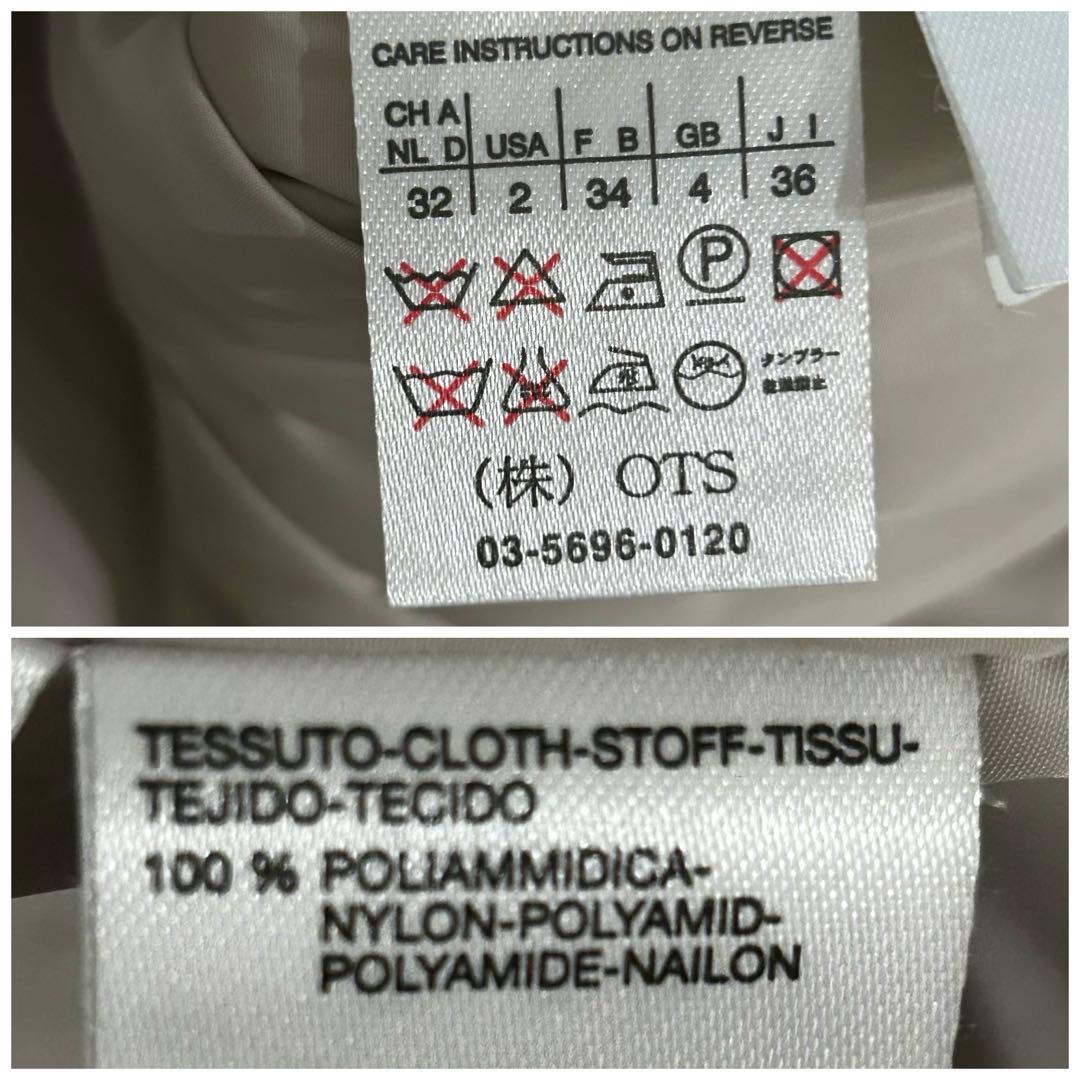 CARE INSTRUCTIONS ON REVERSE
CH A
NL D USA F B GB J I
32 2 34 4 36
P
タンブラー
乾燥禁止
(株) OTS
03-5696-0120
TESSUTO-CLOTH-STOFF-TISSU-
TEJIDO-TECIDO
100 % POLIAMMIDICA-
NYLON-POLYAMID-
POLYAMIDE-NAILON